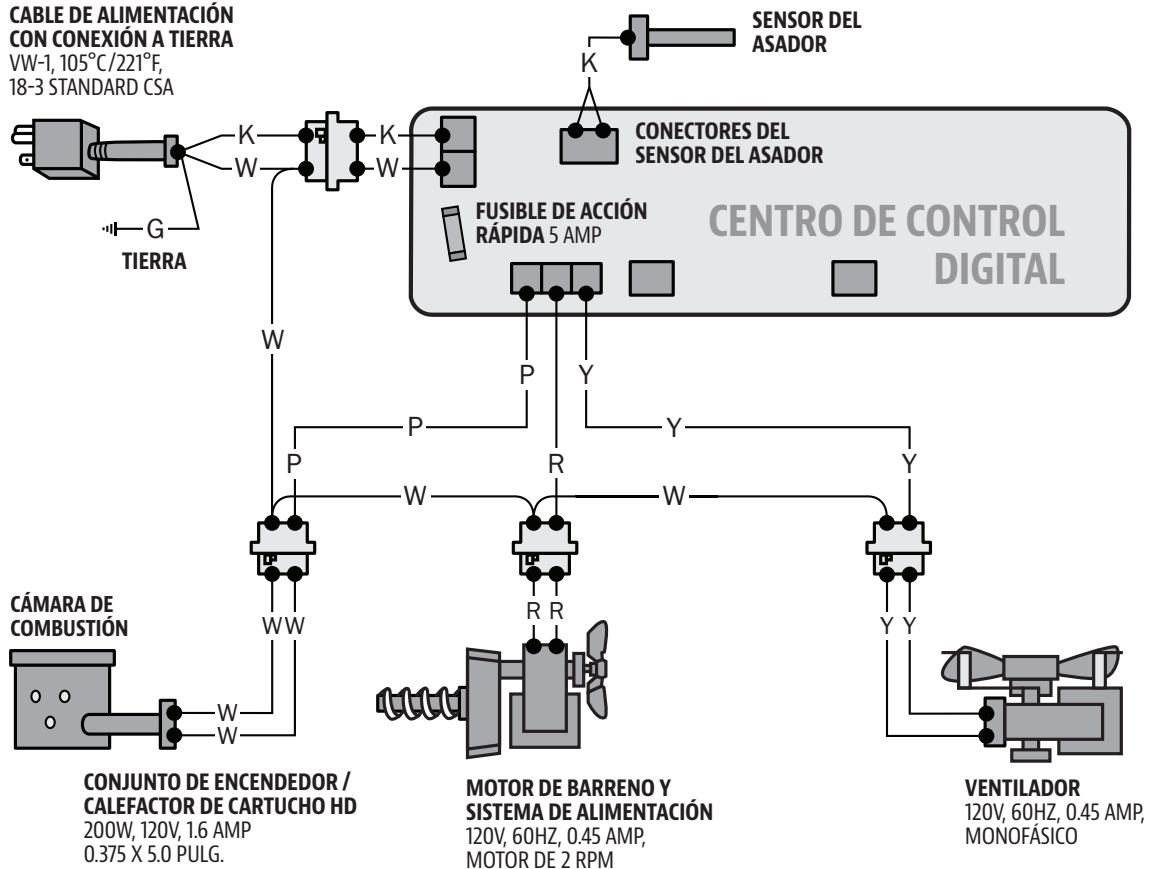 CABLE DE ALIMENTACIÓN
CON CONEXIÓN A TIERRA
VW-1, 105°C/221°F,
18-3 STANDARD CSA
SENSOR DEL
ASADOR
K
K
K
W
W
CONECTORES DEL
SENSOR DEL ASADOR
FUSIBLE DE ACCIÓN
RÁPIDA 5 AMP
CENTRO DE CONTROL
DIGITAL
G
TIERRA
W
P
Y
P
Y
P
R
Y
W
W
CÁMARA DE
COMBUSTIÓN
W W
R R
Y Y
W
W
CONJUNTO DE ENCENDEDOR /
CALEFACTOR DE CARTUCHO HD
200W, 120V, 1.6 AMP
0.375 X 5.0 PULG.
MOTOR DE BARRENO Y
SISTEMA DE ALIMENTACIÓN
120V, 60HZ, 0.45 AMP,
MOTOR DE 2 RPM
VENTILADOR
120V, 60HZ, 0.45 AMP,
MONOFÁSICO